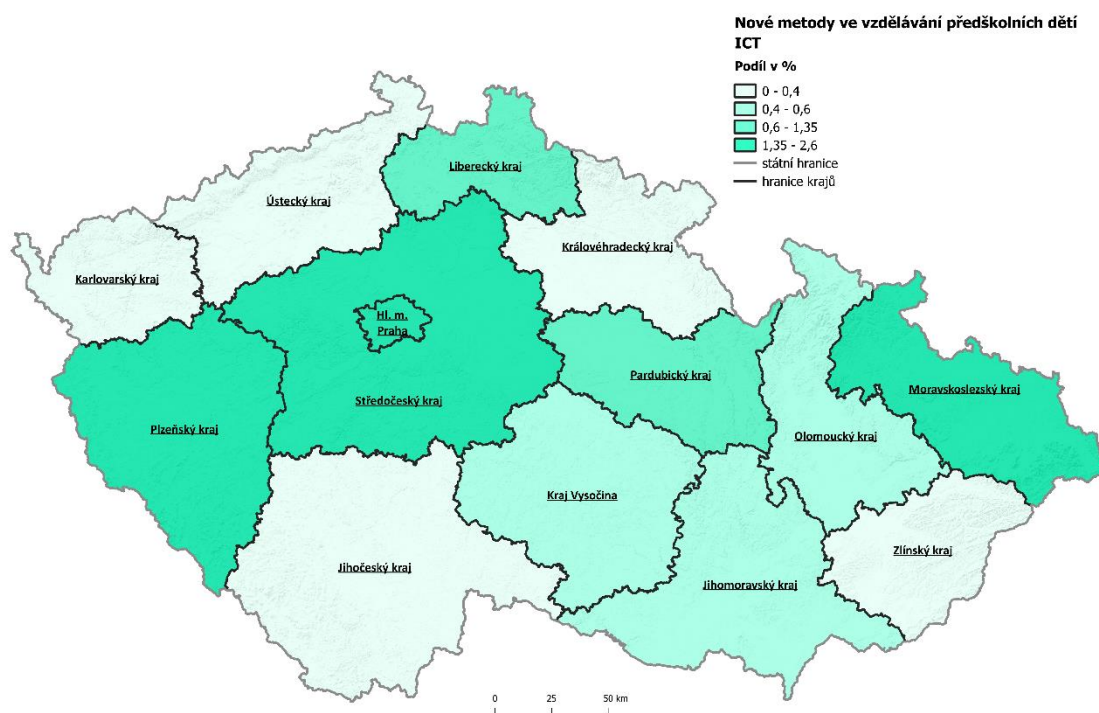 Nové metody ve vzdělávání předškolních dětí
ICT
Podíl v %
0 - 0,4
0,4 - 0,6
0,6 - 1,35
1,35 - 2,6
státní hranice
hranice krajů
Liberecký kraj
Ústecký kraj
Královéhradecký kraj
Karlovarský kraj
Hl. m.
Praha
Pardubický kraj
Moravskoslezský kraj
Středočeský kraj
Plzeňský kraj
Olomoucký kraj
Kraj Vysočina
Zlínský kraj
Jihočeský kraj
Jihomoravský kraj
0 25 50 km